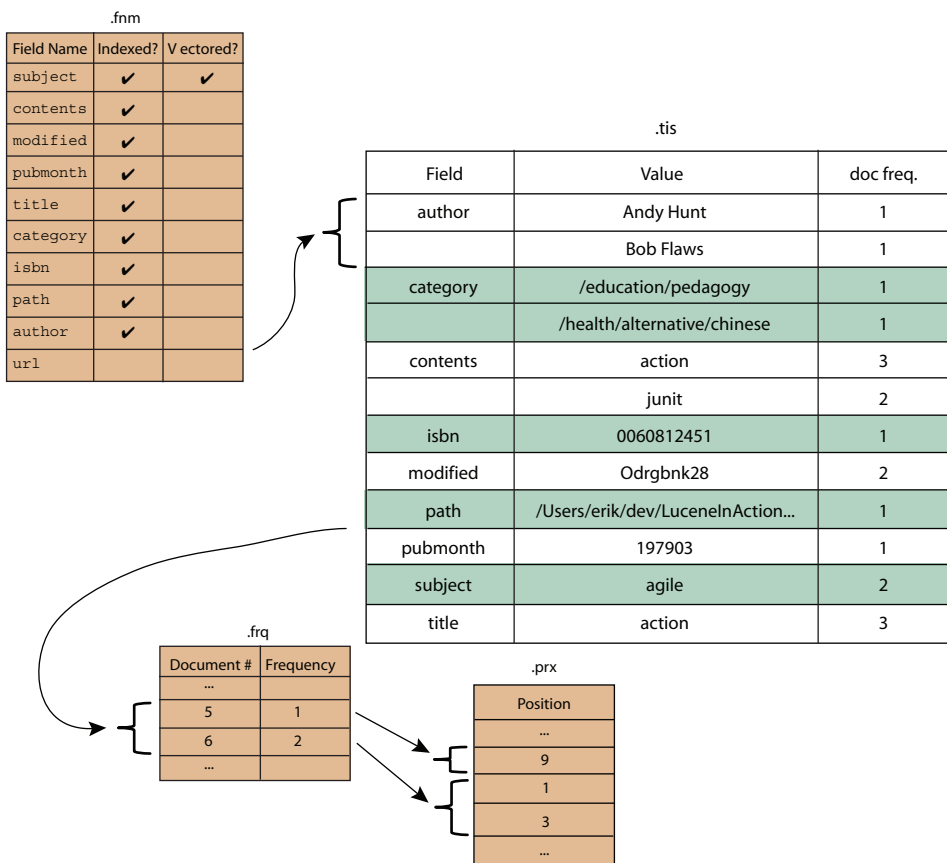 .fnm
Field Name Indexed? V ectored?
subject ✔ ✔
contents ✔
modified ✔
pubmonth ✔
title ✔
category ✔
isbn ✔
path ✔
author ✔
url
.tis
Field Value doc freq.
author Andy Hunt 1
Bob Flaws 1
category /education/pedagogy 1
/health/alternative/chinese 1
contents action 3
junit 2
isbn 0060812451 1
modified Odrgbnk28 2
path /Users/erik/dev/LuceneInAction... 1
pubmonth 197903 1
subject agile 2
title action 3
.frq
Document # Frequency
...
5 1
6 2
...
.prx
Position
...
9
1
3
...